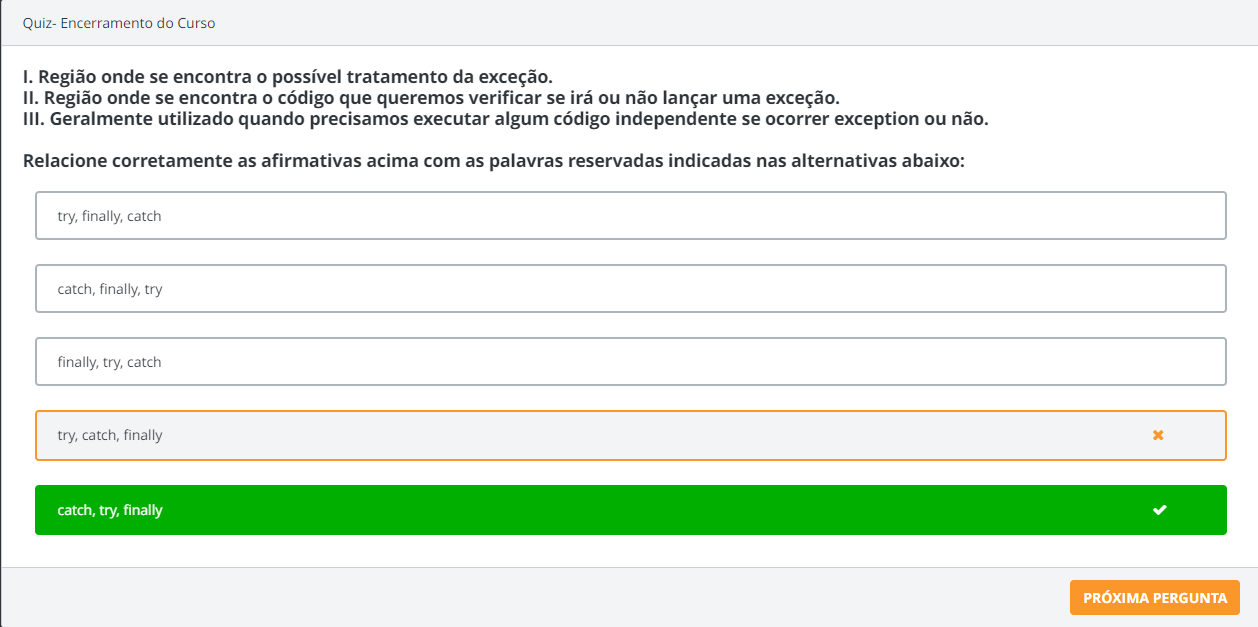 Quiz- Encerramento do Curso
I. Região onde se encontra o possível tratamento da exceção.
II. Região onde se encontra o código que queremos verificar se irá ou não lançar uma exceção.
III. Geralmente utilizado quando precisamos executar algum código independente se ocorrer exception ou não.
Relacione corretamente as afirmativas acima com as palavras reservadas indicadas nas alternativas abaixo:
try, finally, catch
catch, finally, try
finally, try, catch
try, catch, finally
catch, try, finally
PRÓXIMA PERGUNTA